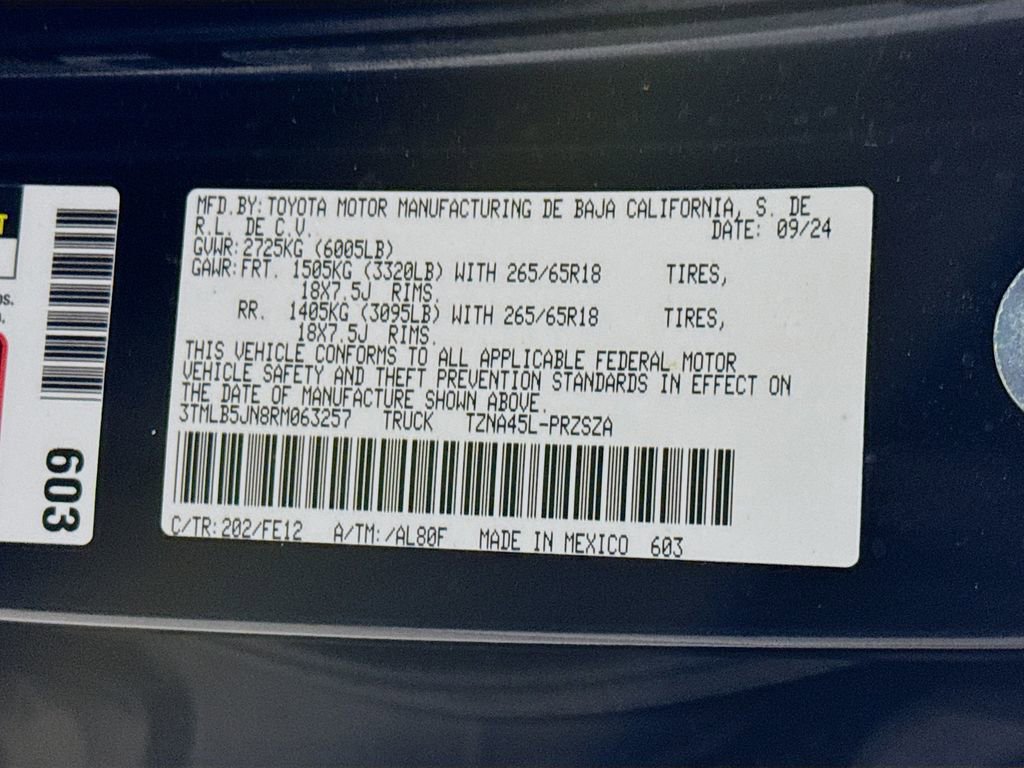 MFD.BY:TOYOTA MOTOR MANUFACTURING DE BAJA CALIFORNIA, S. DE
R.L. DE C.V. DATE: 09/24
GVWR:2725KG (6005LB)
GAWR:FRT. 1505KG (3320LB) WITH 265/65R18 TIRES,
18X7.5J RIMS.
RR. 1405KG (3095LB) WITH 265/65R18 TIRES,
18X7.5J RIMS.
THIS VEHICLE CONFORMS TO ALL APPLICABLE FEDERAL MOTOR
VEHICLE SAFETY AND THEFT PREVENTION STANDARDS IN EFFECT ON
THE DATE OF MANUFACTURE SHOWN ABOVE.
3TMLB5JN8RM063257 TRUCK TZNA45L-PRZSZA
C/TR:202/FE12 A/TM:/AL80F MADE IN MEXICO 603
603